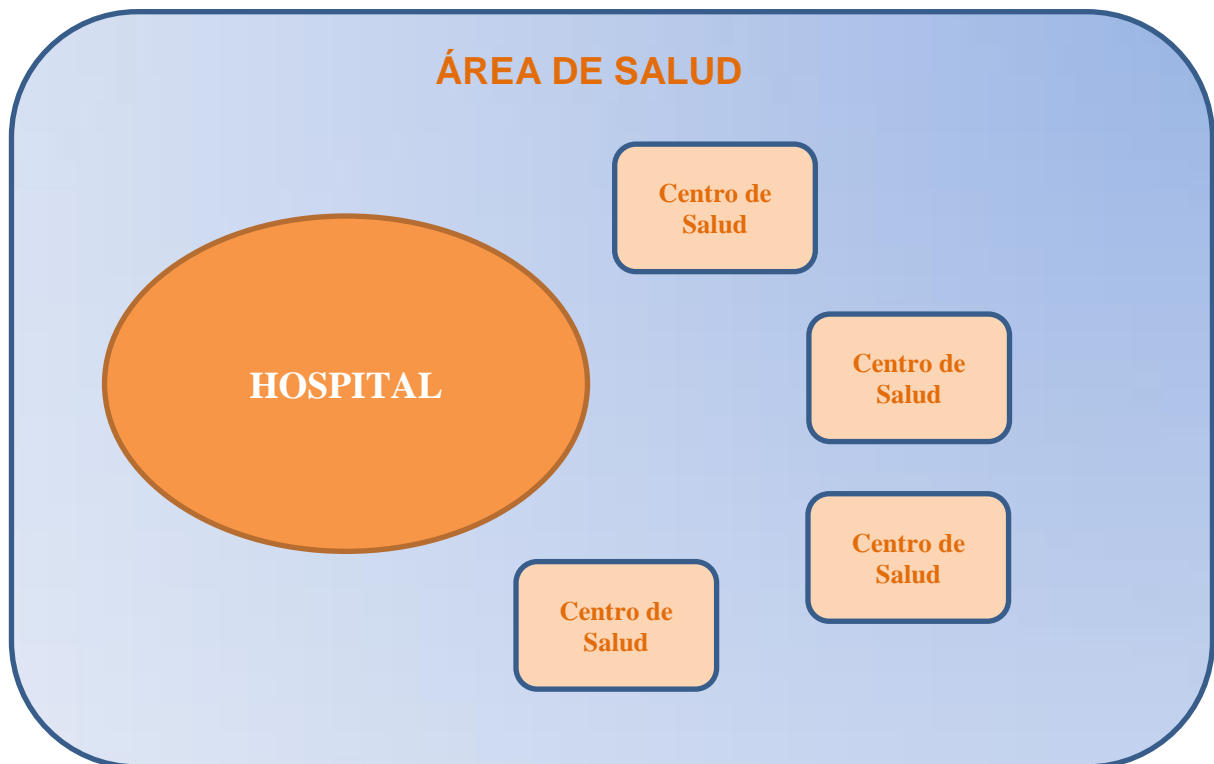 ÁREA DE SALUD
Centro de
Salud
Centro de
Salud
HOSPITAL
Centro de
Salud
Centro de
Salud